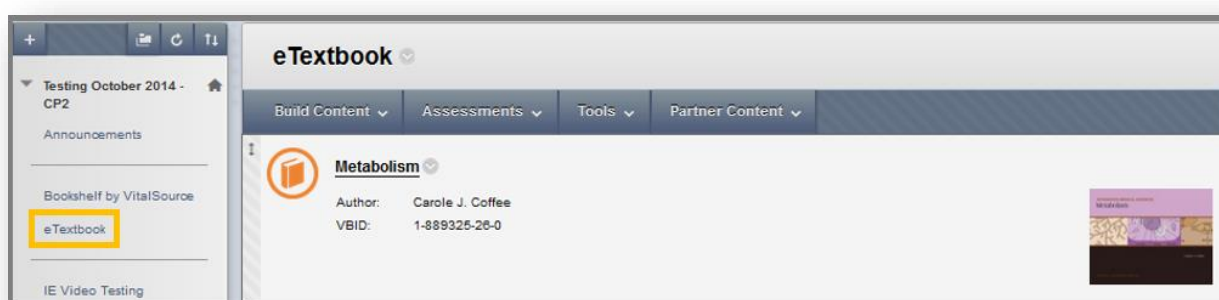 Testing October 2014 -
CP2
Announcements
Bookshelf by VitalSource
eTextbook
IE Video Testing
eTextbook
Build Content
Assessments
Tools
Partner Content
Metabolism
Author: Carole J. Coffee
VBID: 1-889325-26-0
Metabolism